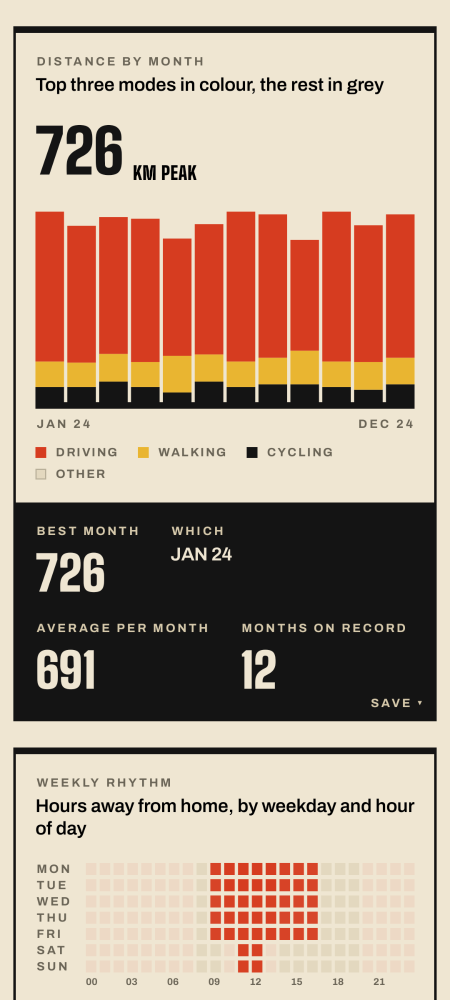 DISTANCE BY MONTH
Top three modes in colour, the rest in grey
726 KM PEAK
JAN 24 DEC 24
DRIVING WALKING CYCLING
OTHER
BEST MONTH WHICH
726 JAN 24
AVERAGE PER MONTH MONTHS ON RECORD
691 12
SAVE ▾
WEEKLY RHYTHM
Hours away from home, by weekday and hour
of day
MON
TUE
WED
THU
FRI
SAT
SUN
00 03 06 09 12 15 18 21